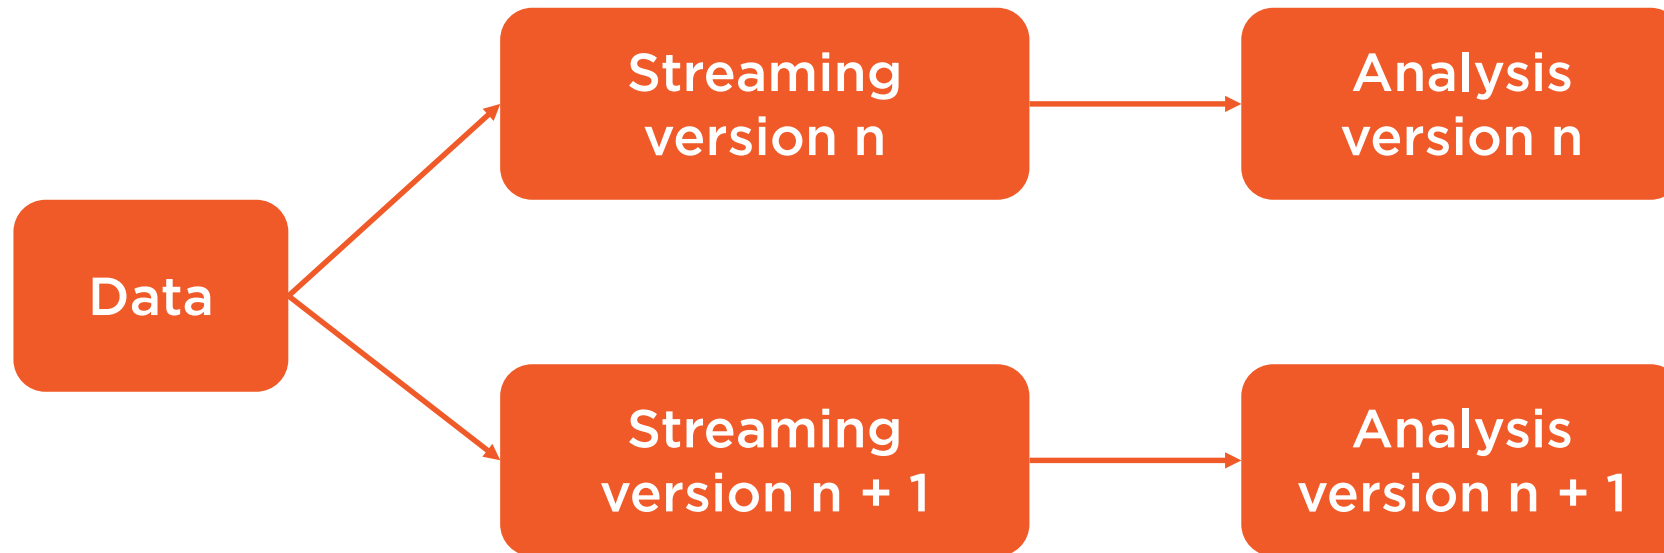 Streaming
version n
Analysis
version n
Data
Streaming
version n + 1
Analysis
version n + 1